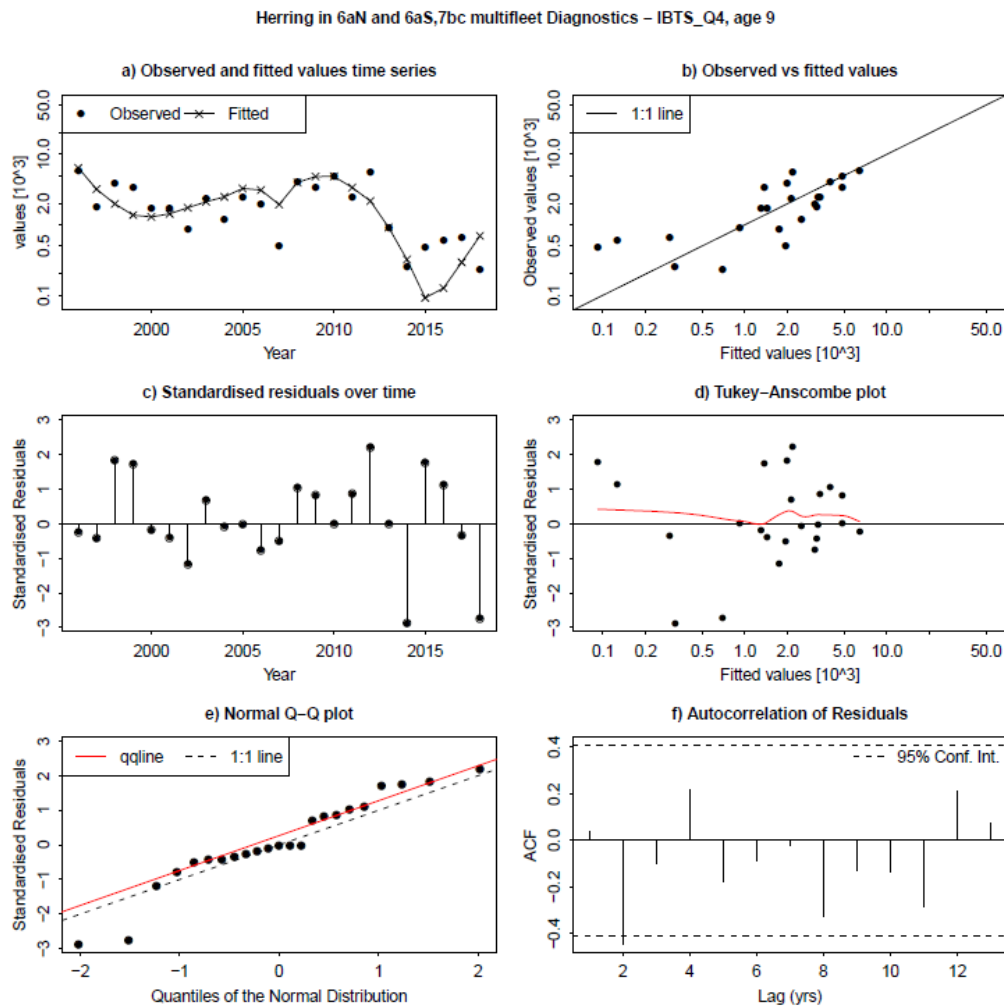 Herring in 6aN and 6aS,7bc multifleet Diagnostics − IBTS_Q4, age 9
a) Observed and fitted values time series
Observed
Fitted
values [10^3]
50.0
10.0
2.0
0.5
0.1
2000
2005
2010
2015
Year
b) Observed vs fitted values
1:1 line
Observed values [10^3]
50.0
10.0
2.0
0.5
0.1
0.1
0.2
0.5
1.0
2.0
5.0
10.0
50.0
Fitted values [10^3]
c) Standardised residuals over time
Standardised Residuals
3
2
1
0
−1
−2
−3
2000
2005
2010
2015
Year
d) Tukey−Anscombe plot
Standardised Residuals
3
2
1
0
−1
−2
−3
0.1
0.2
0.5
1.0
2.0
5.0
10.0
50.0
Fitted values [10^3]
e) Normal Q−Q plot
qqline
1:1 line
Standardised Residuals
3
2
1
0
−1
−2
−3
−2
−1
0
1
2
Quantiles of the Normal Distribution
f) Autocorrelation of Residuals
95% Conf. Int.
ACF
0.4
0.2
0.0
−0.2
−0.4
2
4
6
8
10
12
Lag (yrs)